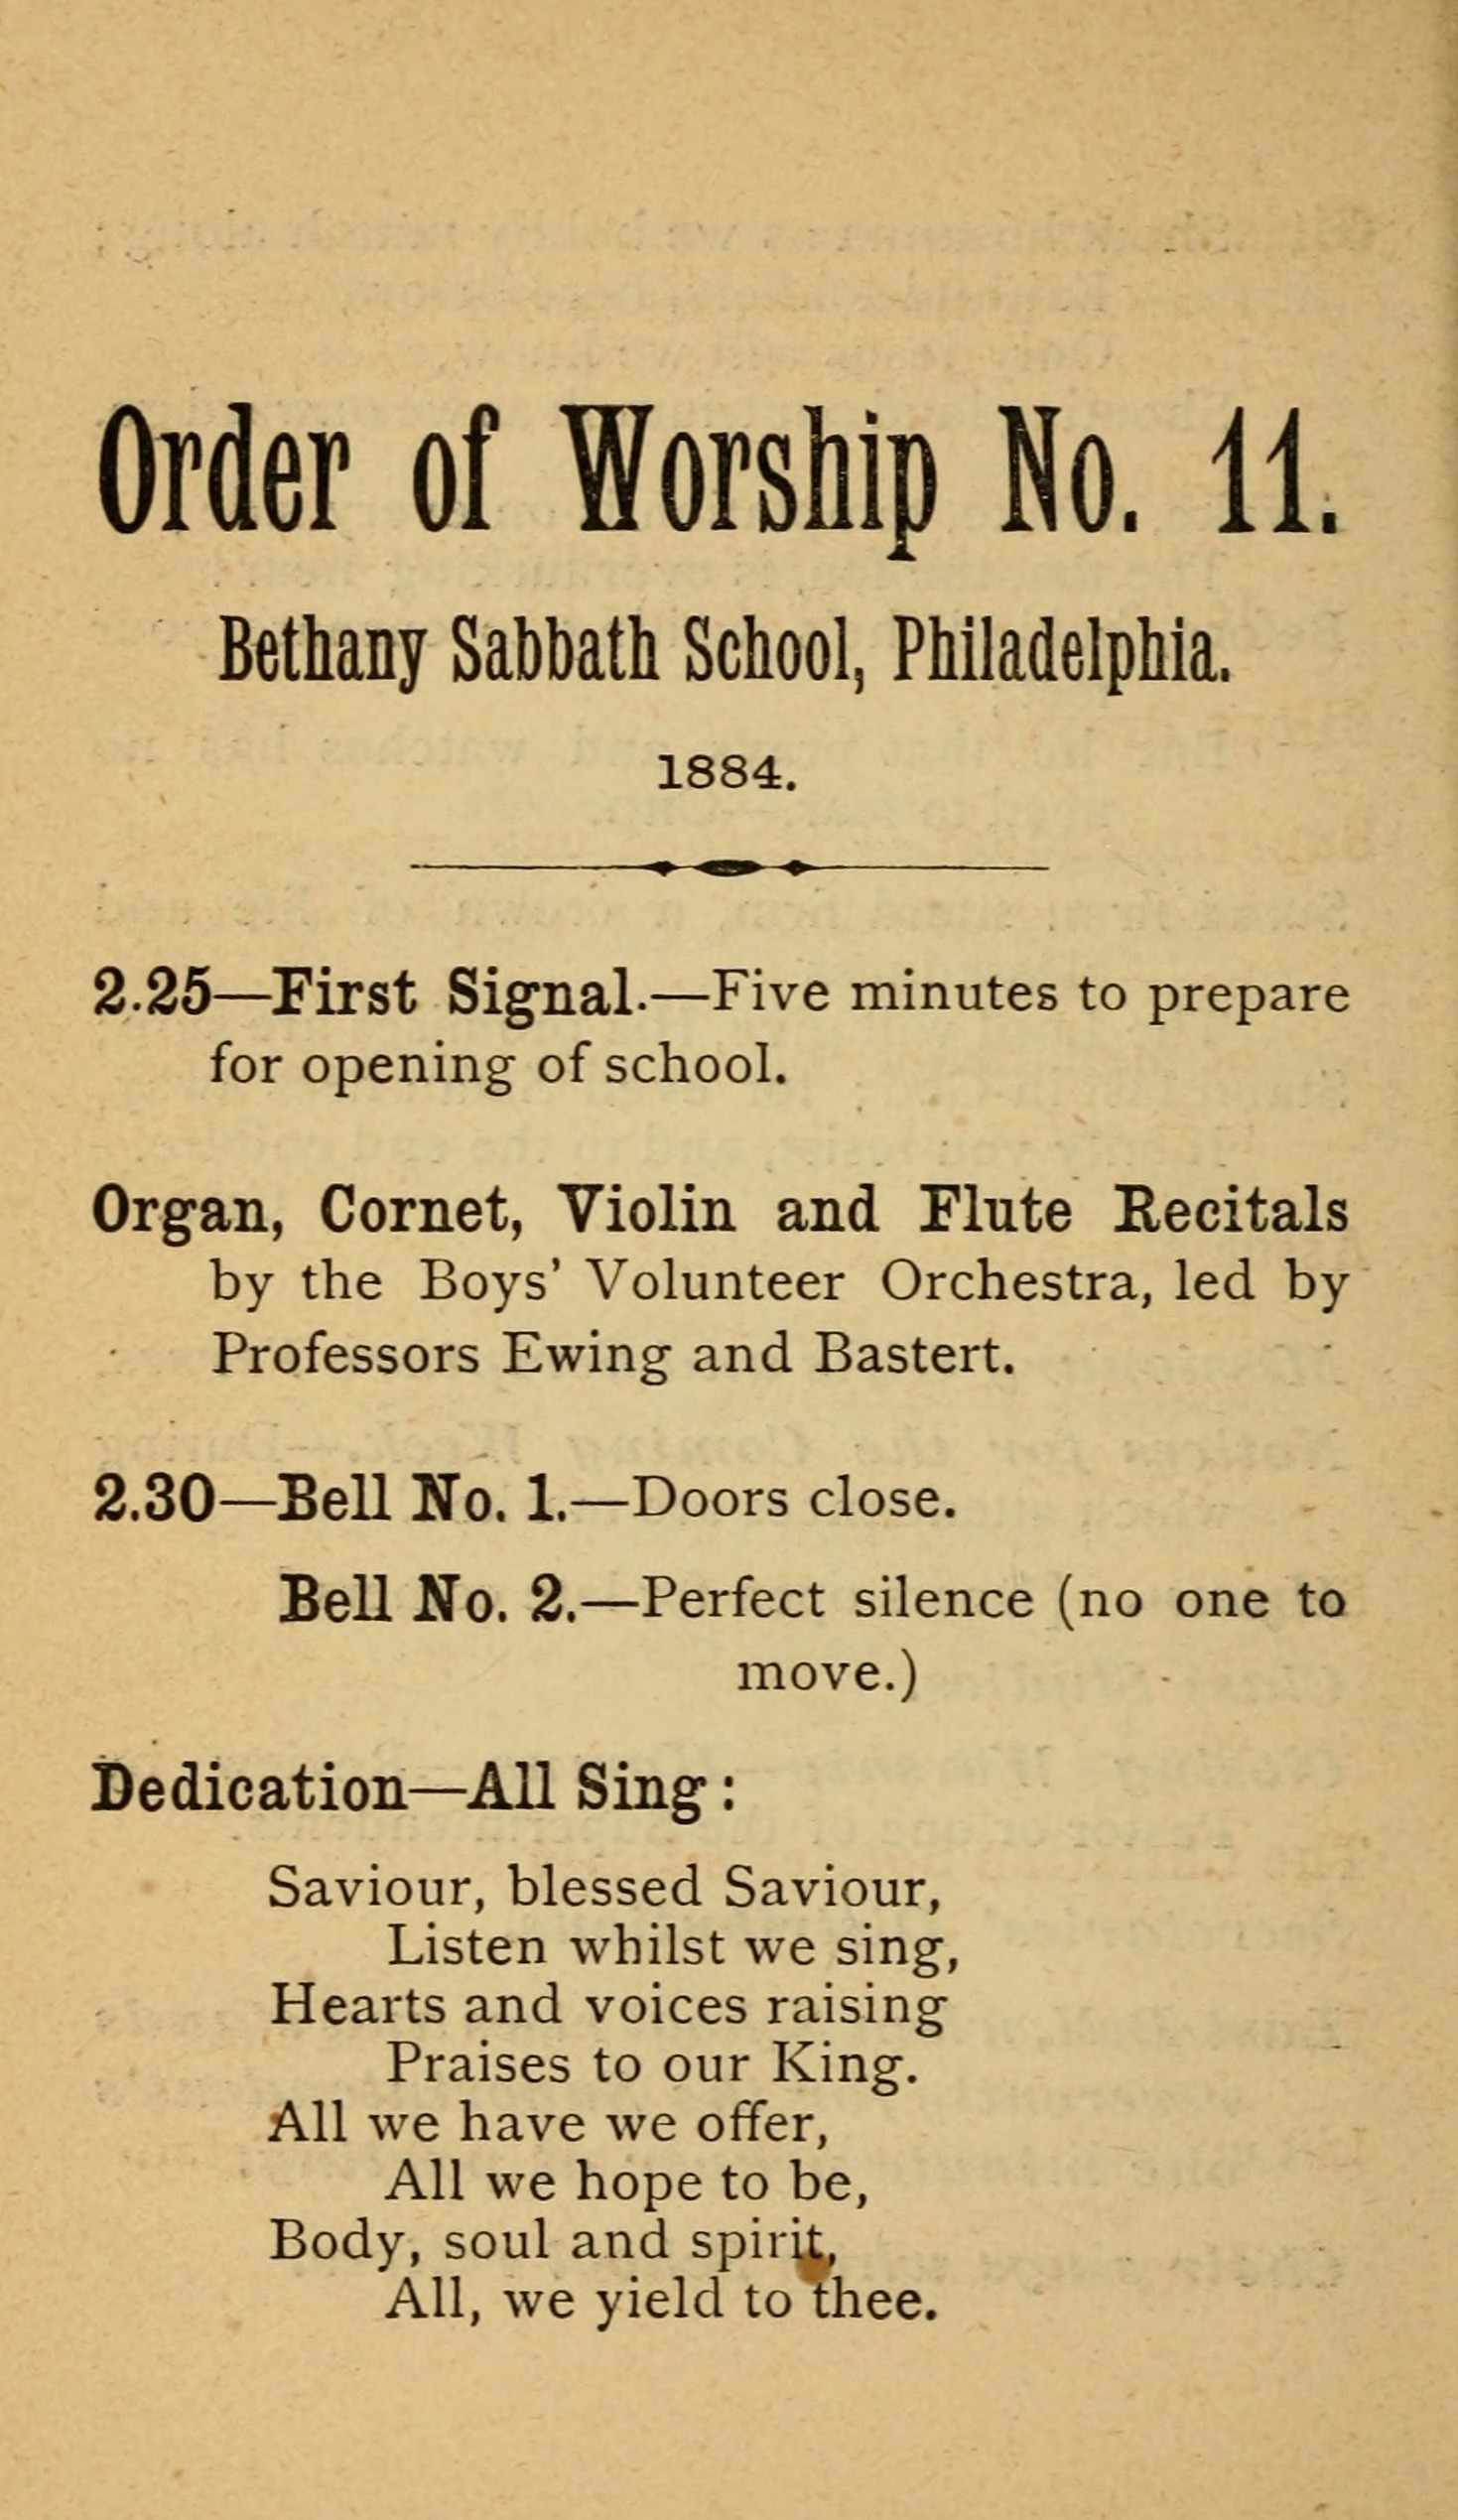 Order of Worship No. 11.
Bethany Sabbath School, Philadelphia.
1884.
2.25—First Signal.—Five minutes to prepare
for opening of school.
Organ, Cornet, Violin and Flute Recitals
by the Boys' Volunteer Orchestra, led by
Professors Ewing and Bastert.
2.30—Bell No. 1.—Doors close.
Bell No. 2.—Perfect silence (no one to
move.)
Dedication—All Sing:
Saviour, blessed Saviour,
Listen whilst we sing,
Hearts and voices raising
Praises to our King.
All we have we offer,
All we hope to be,
Body, soul and spirit,
All, we yield to thee.